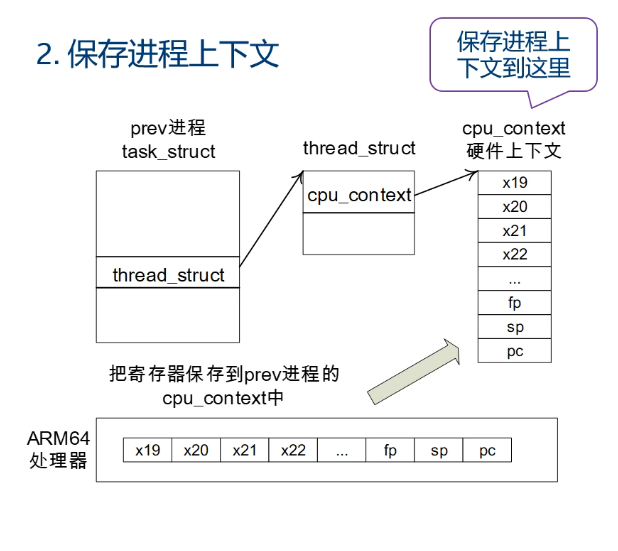 2. 保存进程上下文
保存进程上
下文到这里
prev进程
task_struct
thread_struct
cpu_context
硬件上下文
thread_struct
cpu_context
x19
x20
x21
x22
...
fp
sp
pc
把寄存器保存到prev进程的
cpu_context中
ARM64
处理器
x19 x20 x21 x22 ... fp sp pc